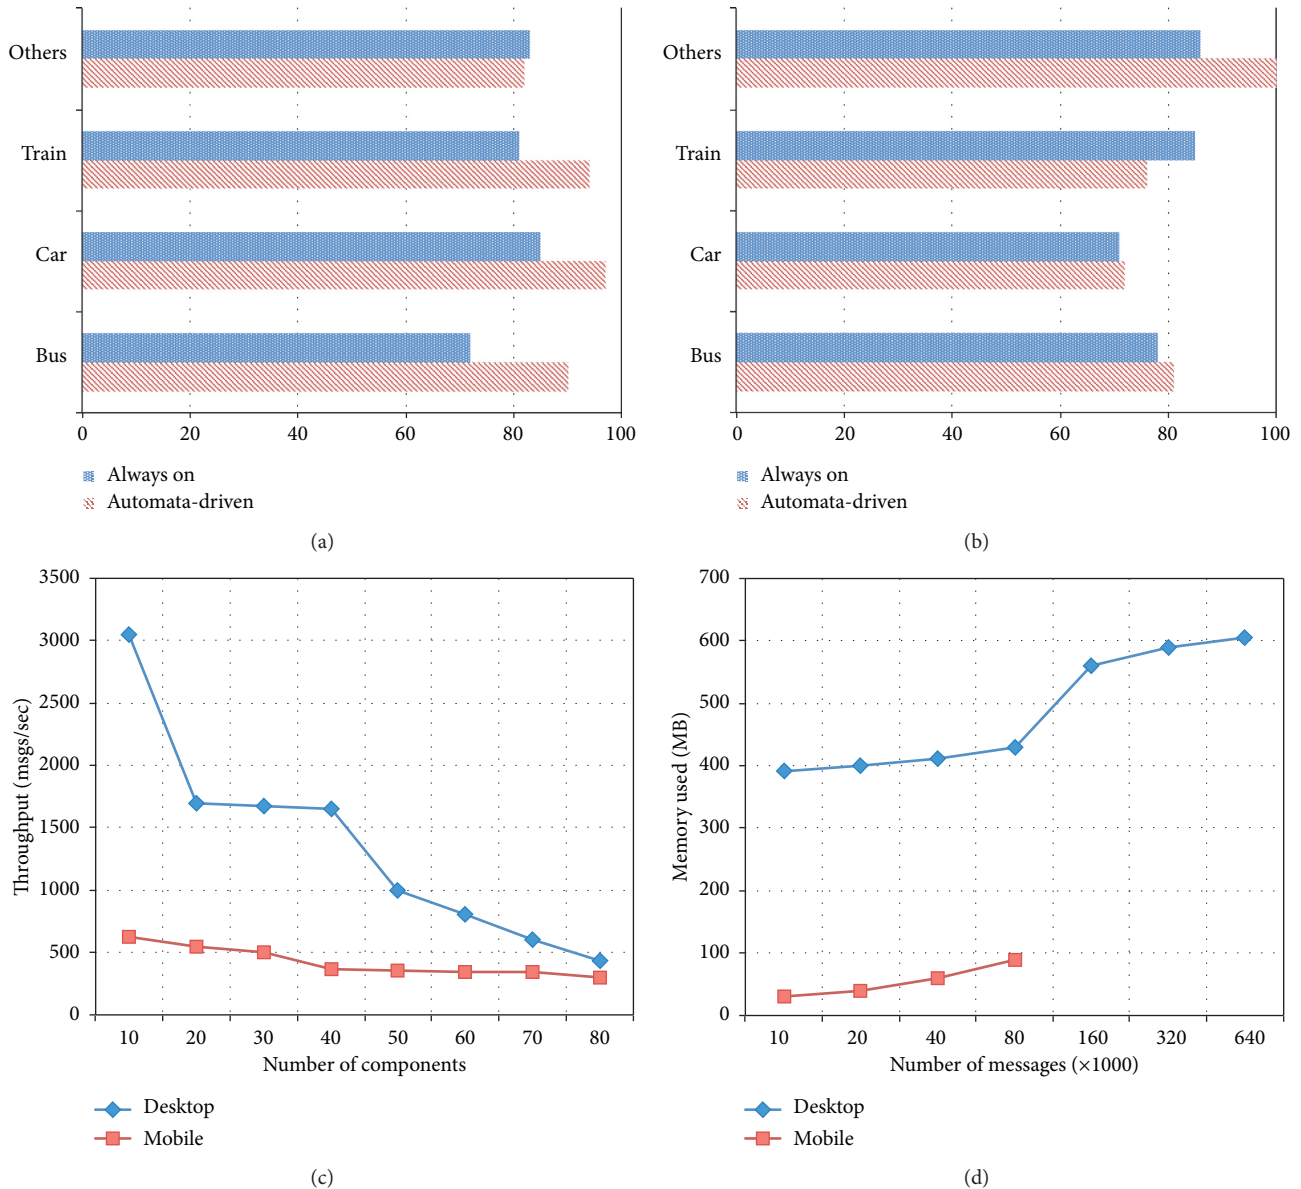 Others
Train
Car
Bus
0 20 40 60 80 100
Always on
Automata-driven
(a)
Others
Train
Car
Bus
0 20 40 60 80 100
Always on
Automata-driven
(b)
Throughput (msgs/sec)
3500
3000
2500
2000
1500
1000
500
0
10 20 30 40 50 60 70 80
Number of components
Desktop
Mobile
(c)
Memory used (MB)
700
600
500
400
300
200
100
0
10 20 40 80 160 320 640
Number of messages (×1000)
Desktop
Mobile
(d)